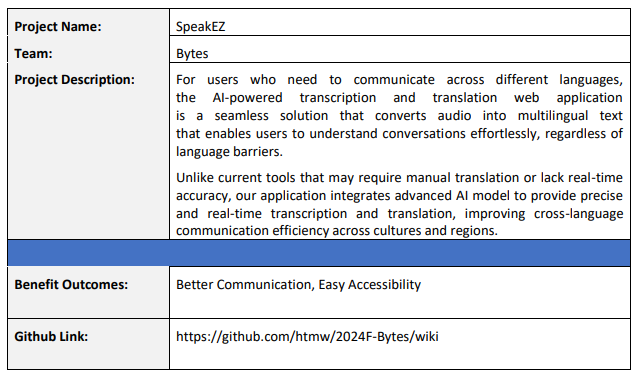 Project Name: SpeakEZ
Team: Bytes
Project Description: For users who need to communicate across different languages,
the AI-powered transcription and translation web application
is a seamless solution that converts audio into multilingual text
that enables users to understand conversations effortlessly, regardless of
language barriers.
Unlike current tools that may require manual translation or lack real-time
accuracy, our application integrates advanced AI model to provide precise
and real-time transcription and translation, improving cross-language
communication efficiency across cultures and regions.
Benefit Outcomes: Better Communication, Easy Accessibility
Github Link: https://github.com/htmw/2024F-Bytes/wiki